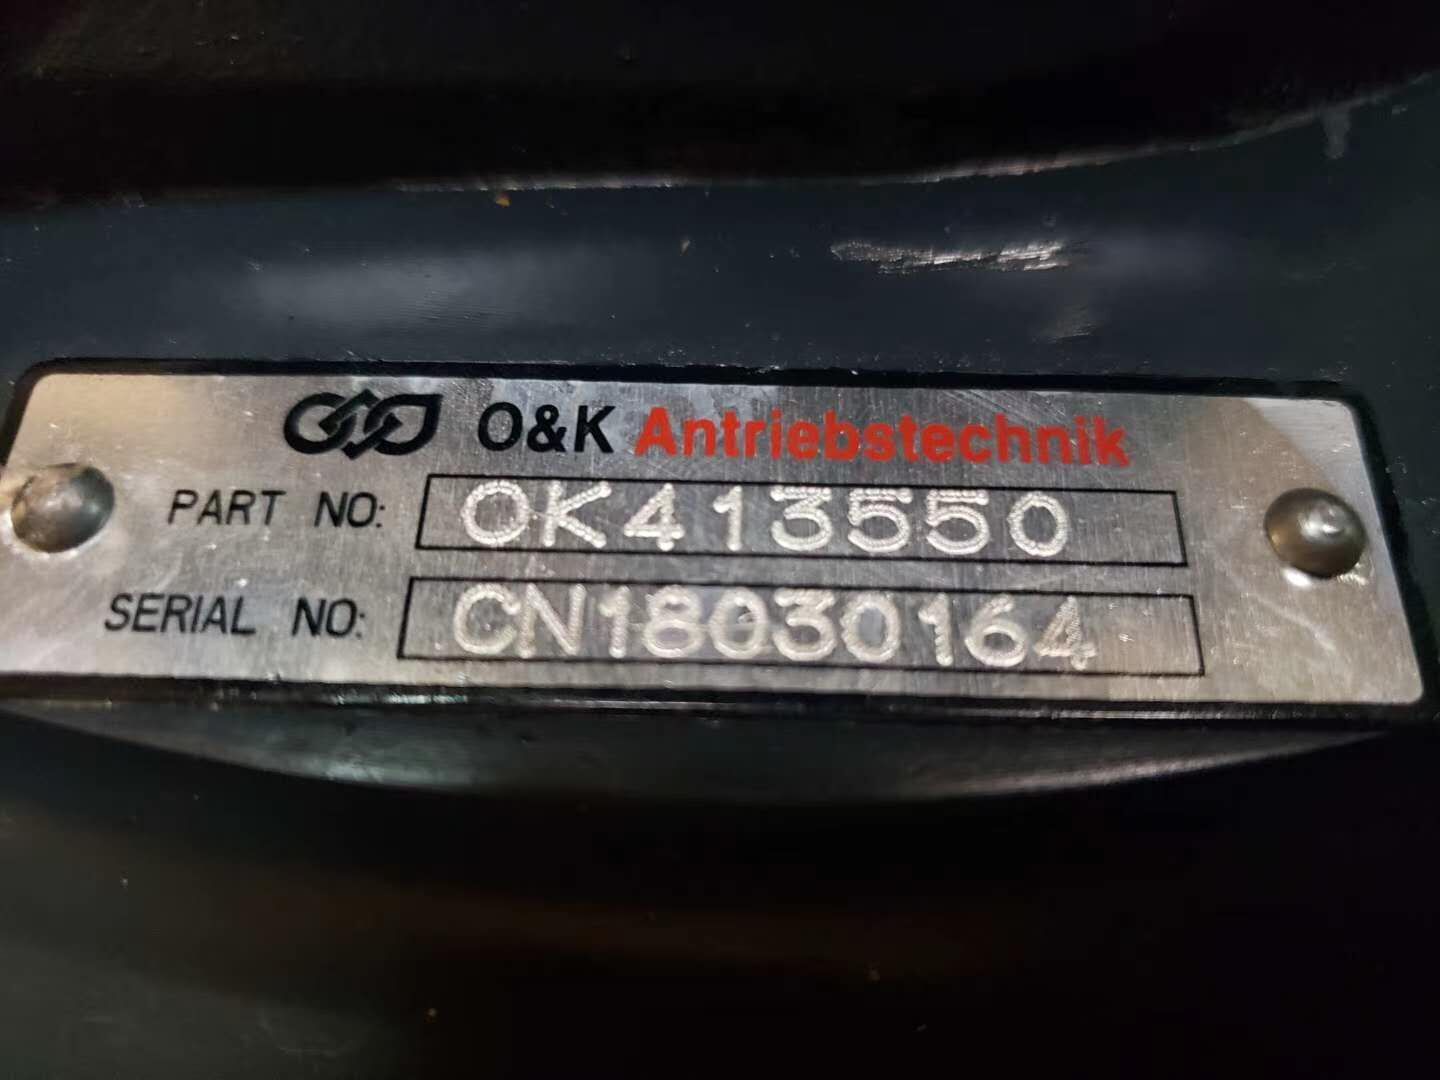 O&K Antriebstechnik
PART NO: OK413550
SERIAL NO: CN18030164